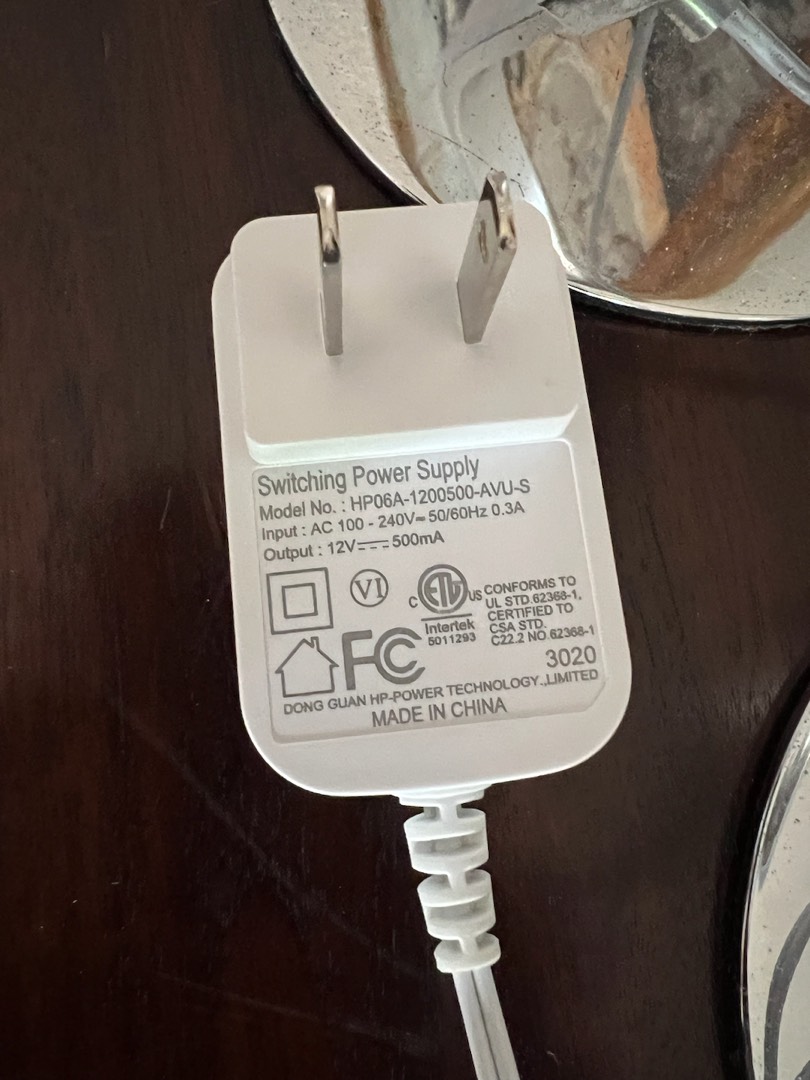 Switching Power Supply
Model No. : HP06A-1200500-AVU-S
Input : AC 100 - 240V≂ 50/60Hz 0.3A
Output : 12V⎓500mA
VI
C ETL US
Intertek
5011293
CONFORMS TO
UL STD.62368-1,
CERTIFIED TO
CSA STD.
C22.2 NO.62368-1
FC
3020
DONG GUAN HP-POWER TECHNOLOGY.,LIMITED
MADE IN CHINA